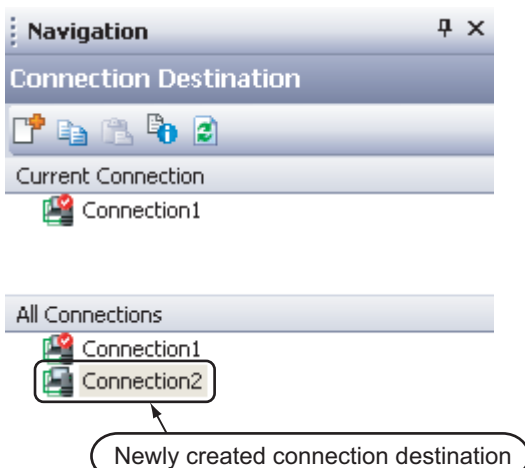 Navigation
Connection Destination
Current Connection
Connection1
All Connections
Connection1
Connection2
Newly created connection destination